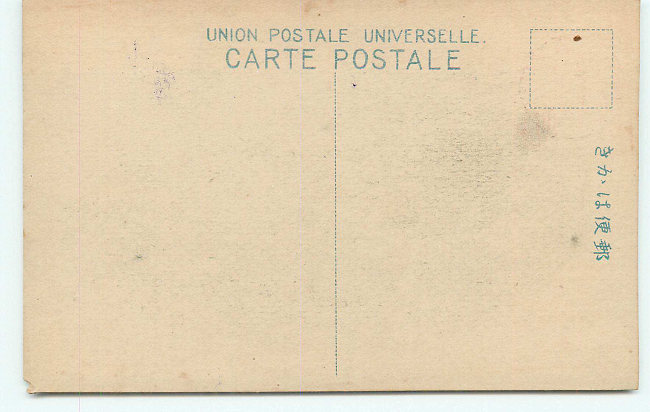 UNION POSTALE UNIVERSELLE.
CARTE POSTALE
きかは便郵